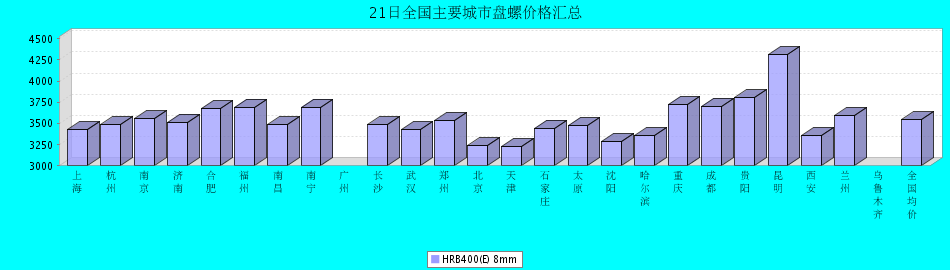 21日全国主要城市盘螺价格汇总
4500
4250
4000
3750
3500
3250
3000
上海
杭州
南京
济南
合肥
福州
南昌
南宁
广州
长沙
武汉
郑州
北京
天津
石家庄
太原
沈阳
哈尔滨
重庆
成都
贵阳
昆明
西安
兰州
乌鲁木齐
全国均价
HRB400(E) 8mm